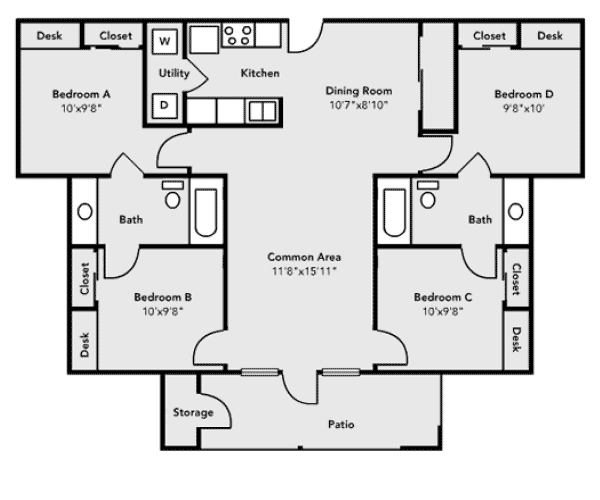 Desk
Closet
W
Utility
Kitchen
D
Dining Room
10'7"x8'10"
Closet
Desk
Bedroom A
10'x9'8"
Bedroom D
9'8"x10'
Bath
Bath
Common Area
11'8"x15'11"
Closet
Bedroom B
10'x9'8"
Desk
Bedroom C
10'x9'8"
Closet
Desk
Storage
Patio